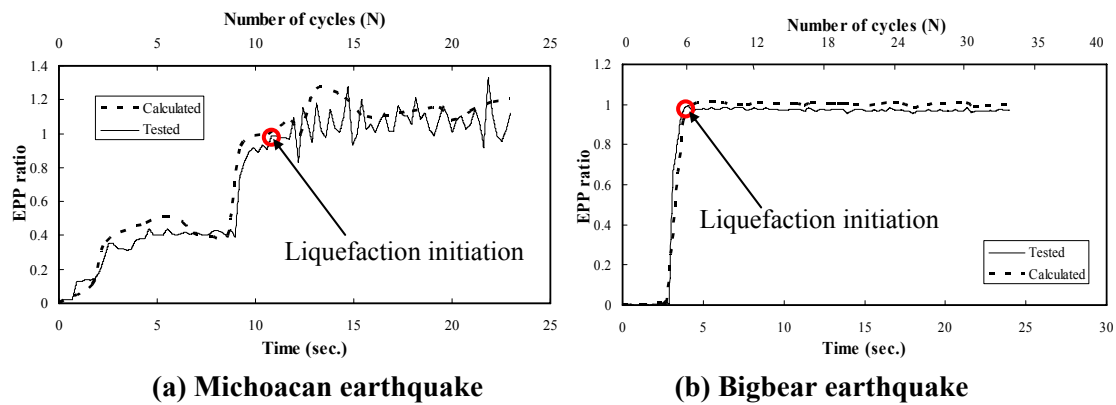 Number of cycles (N)
0 5 10 15 20 25
1.4
1.2
1
0.8
0.6
0.4
0.2
0
EPP ratio
Calculated
Tested
Liquefaction initiation
0 5 10 15 20 25
Time (sec.)
(a) Michoacan earthquake
Number of cycles (N)
0 6 12 18 24 30 33 40
1.2
1
0.8
0.6
0.4
0.2
0
EPP ratio
Liquefaction initiation
Tested
Calculated
0 5 10 15 20 25 30
Time (sec.)
(b) Bigbear earthquake